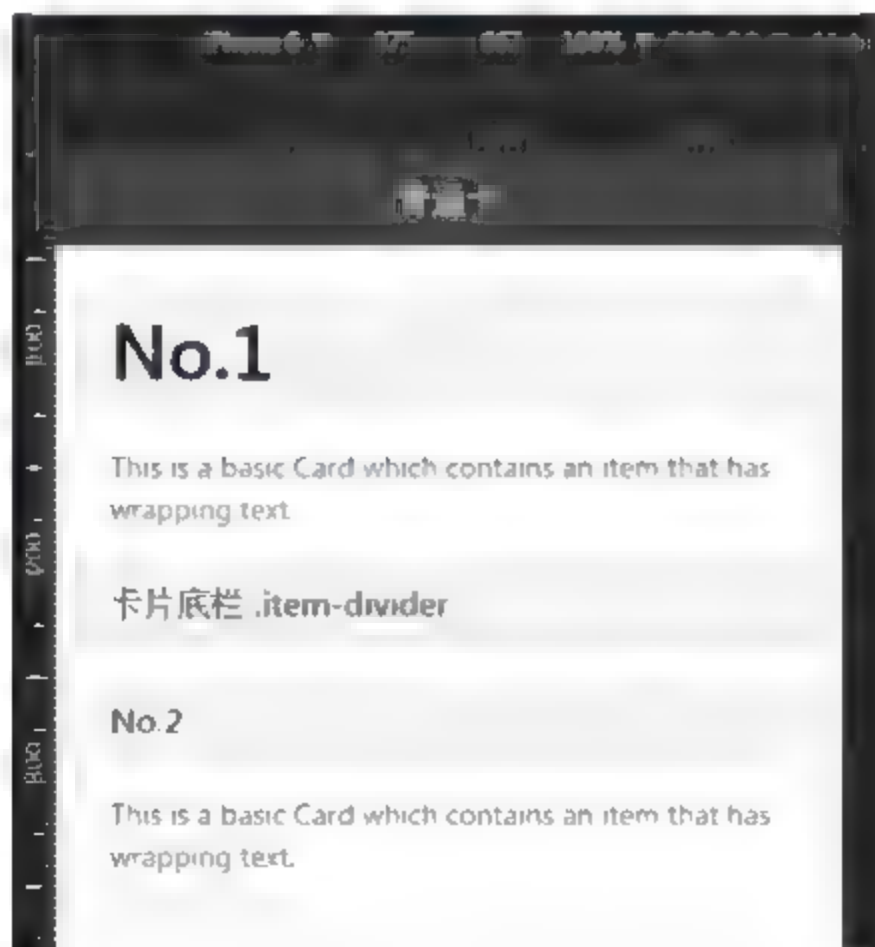 No.1
This is a basic Card which contains an item that has
wrapping text
卡片底栏 .item-divider
No.2
This is a basic Card which contains an item that has
wrapping text.